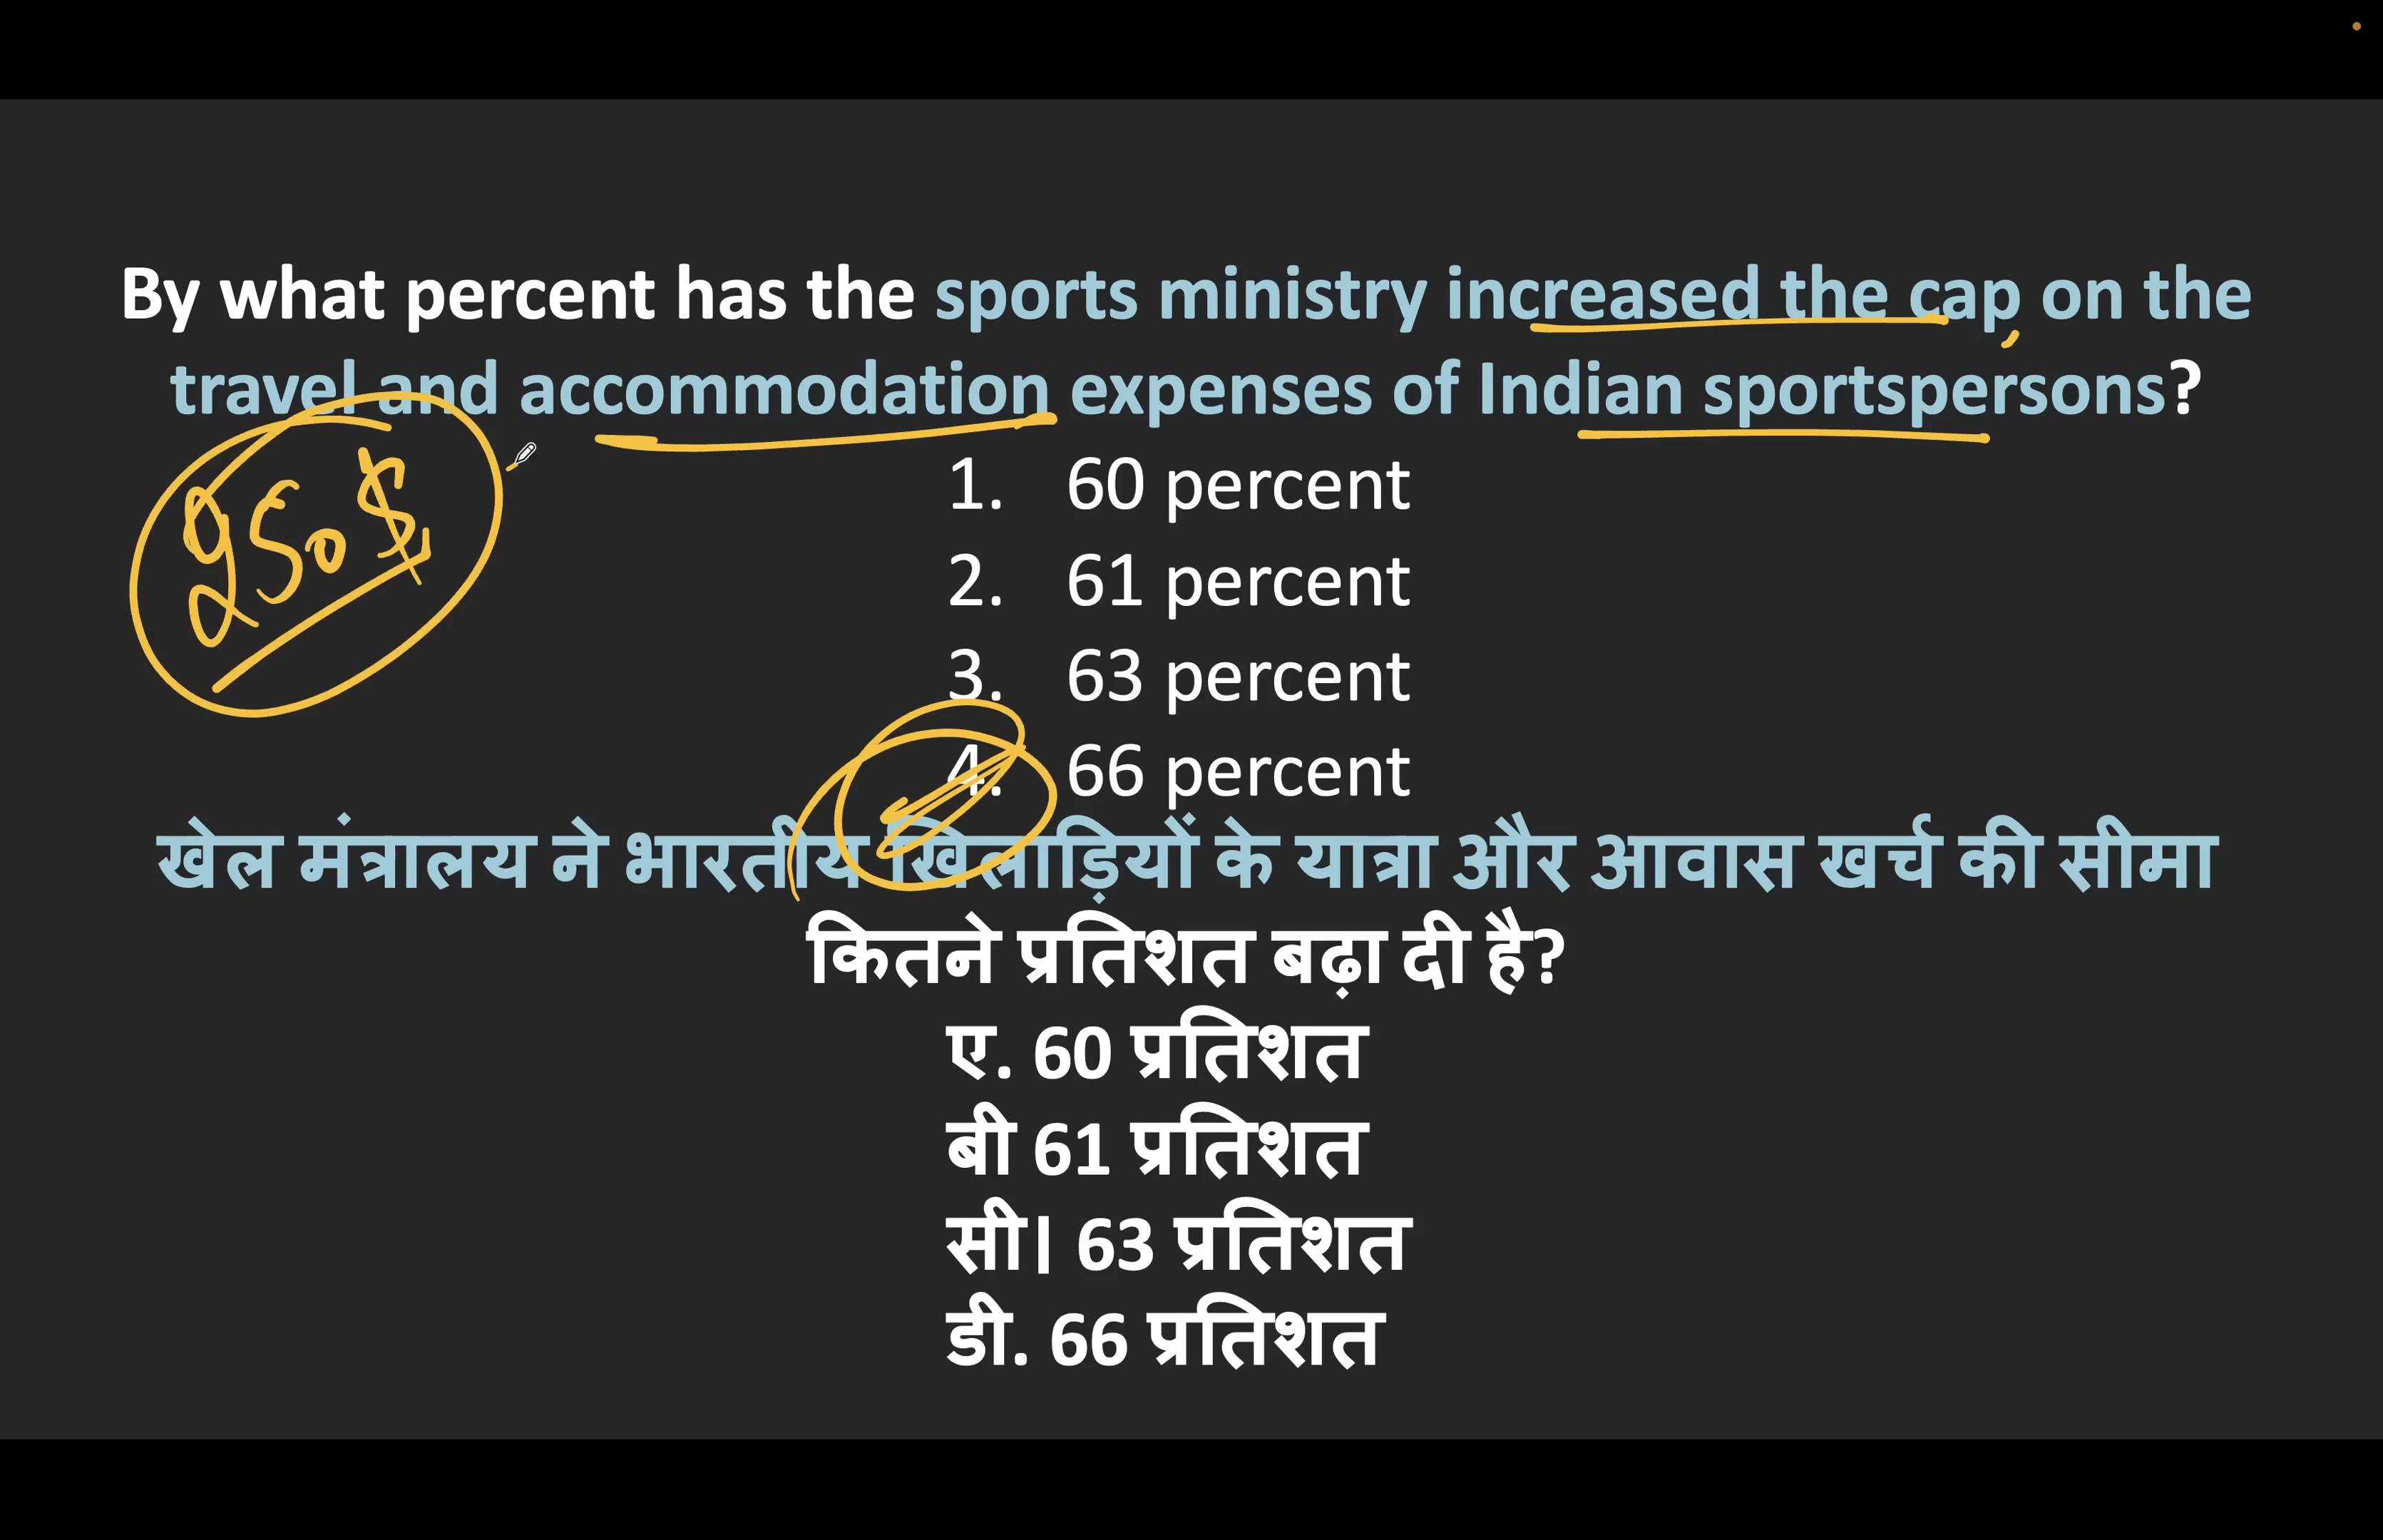 By what percent has the sports ministry increased the cap on the
travel and accommodation expenses of Indian sportspersons?
250$
1. 60 percent
2. 61 percent
3. 63 percent
4. 66 percent
खेल मंत्रालय ने भारतीय खिलाड़ियों के यात्रा और आवास खर्च की सीमा
कितने प्रतिशत बढ़ा दी है?
ए. 60 प्रतिशत
बी 61 प्रतिशत
सी| 63 प्रतिशत
डी. 66 प्रतिशत